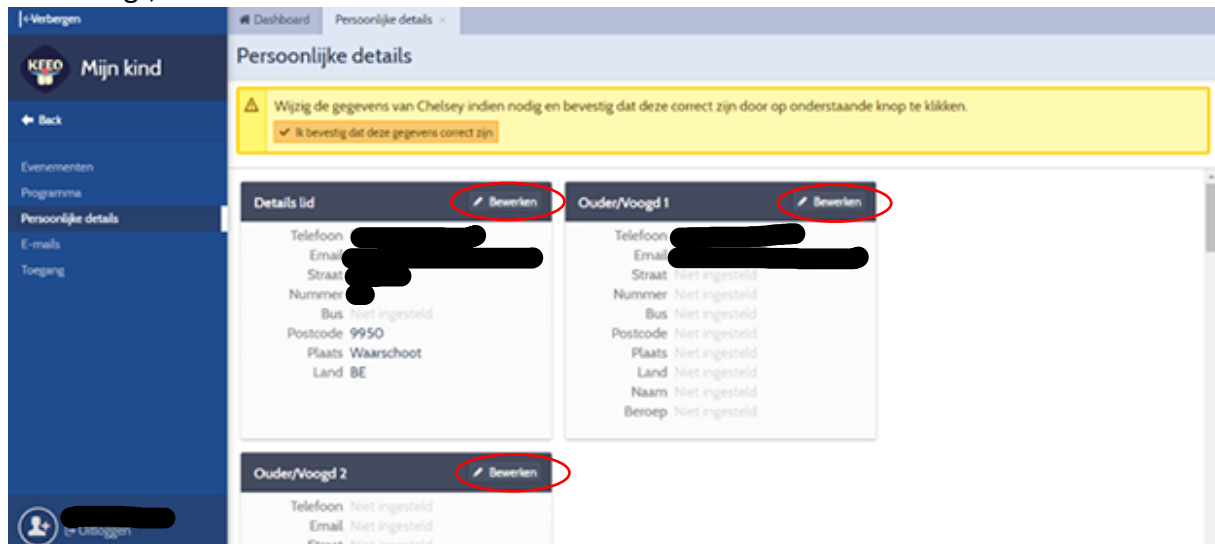 Verbergen
Dashboard Persoonlijke details ×
KEEO Mijn kind
Persoonlijke details
Wijzig de gegevens van Chelsey indien nodig en bevestig dat deze correct zijn door op onderstaande knop te klikken.
Ik bevestig dat deze gegevens correct zijn
Back
Evenementen
Programma
Persoonlijke details
E-mails
Toegang
Details lid Bewerken
Telefoon
Email
Straat
Nummer
Bus Niet ingesteld
Postcode 9950
Plaats Waarschoot
Land BE
Ouder/Voogd 1 Bewerken
Telefoon
Email
Straat Niet ingesteld
Nummer Niet ingesteld
Bus Niet ingesteld
Postcode Niet ingesteld
Plaats Niet ingesteld
Land Niet ingesteld
Naam Niet ingesteld
Beroep Niet ingesteld
Ouder/Voogd 2 Bewerken
Telefoon Niet ingesteld
Email Niet ingesteld
Straat Niet ingesteld
Uitloggen